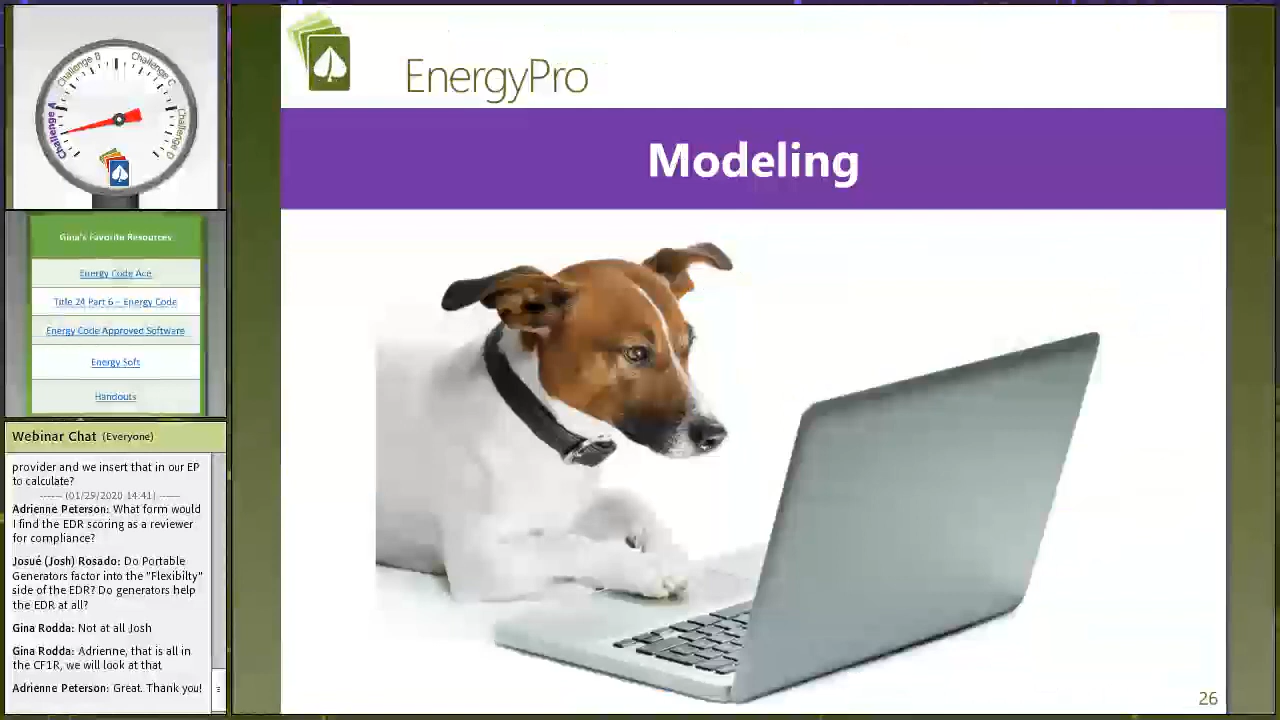 Challenge A
Challenge B
Challenge C
Challenge D
Gina's Favorite Resources
Energy Code Ace
Title 24 Part 6 – Energy Code
Energy Code Approved Software
Energy Soft
Handouts
Webinar Chat (Everyone)
provider and we insert that in our EP
to calculate?
------ (01/29/2020 14:41) ------
Adrienne Peterson: What form would
I find the EDR scoring as a reviewer
for compliance?
Josué (Josh) Rosado: Do Portable
Generators factor into the "Flexibilty"
side of the EDR? Do generators help
the EDR at all?
Gina Rodda: Not at all Josh
Gina Rodda: Adrienne, that is all in
the CF1R, we will look at that
Adrienne Peterson: Great. Thank you!
EnergyPro
Modeling
26